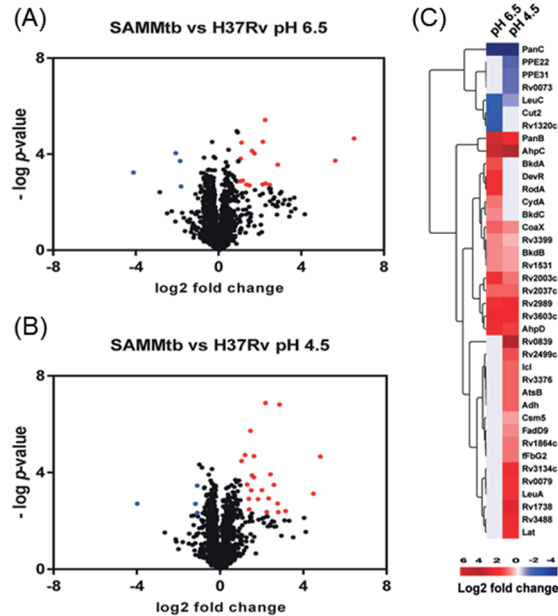 (A)
SAMMtb vs H37Rv pH 6.5
8
4
0
- log p-value
-8
-4
0
4
8
log2 fold change
(B)
SAMMtb vs H37Rv pH 4.5
8
4
0
- log p-value
-8
-4
0
4
8
log2 fold change
(C)
pH 6.5
pH 4.5
PanC
PPE22
PPE31
Rv0073
LeuC
Cut2
Rv1320c
PanB
AhpC
BkdA
DevR
RodA
CydA
BkdC
CoaX
Rv3399
BkdB
Rv1531
Rv2003c
Rv2037c
Rv2989
Rv3603c
AhpD
Rv0839
Rv2499c
Icl
Rv3376
AtsB
Adh
Csm5
FadD9
Rv1864c
fFbG2
Rv3134c
Rv0079
LeuA
Rv1738
Rv3488
Lat
6 4 2 0 -2 -4
Log2 fold change